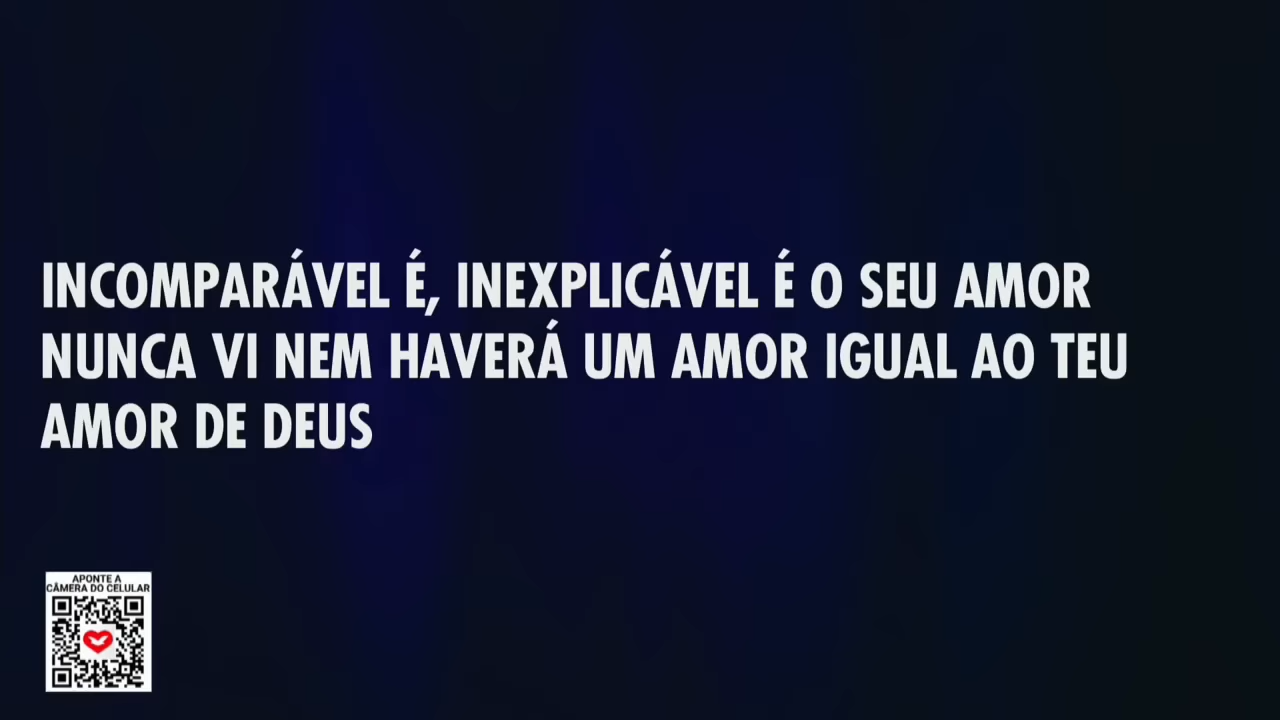 INCOMPARÁVEL É, INEXPLICÁVEL É O SEU AMOR
NUNCA VI NEM HAVERÁ UM AMOR IGUAL AO TEU
AMOR DE DEUS
APONTE A
CÂMERA DO CELULAR